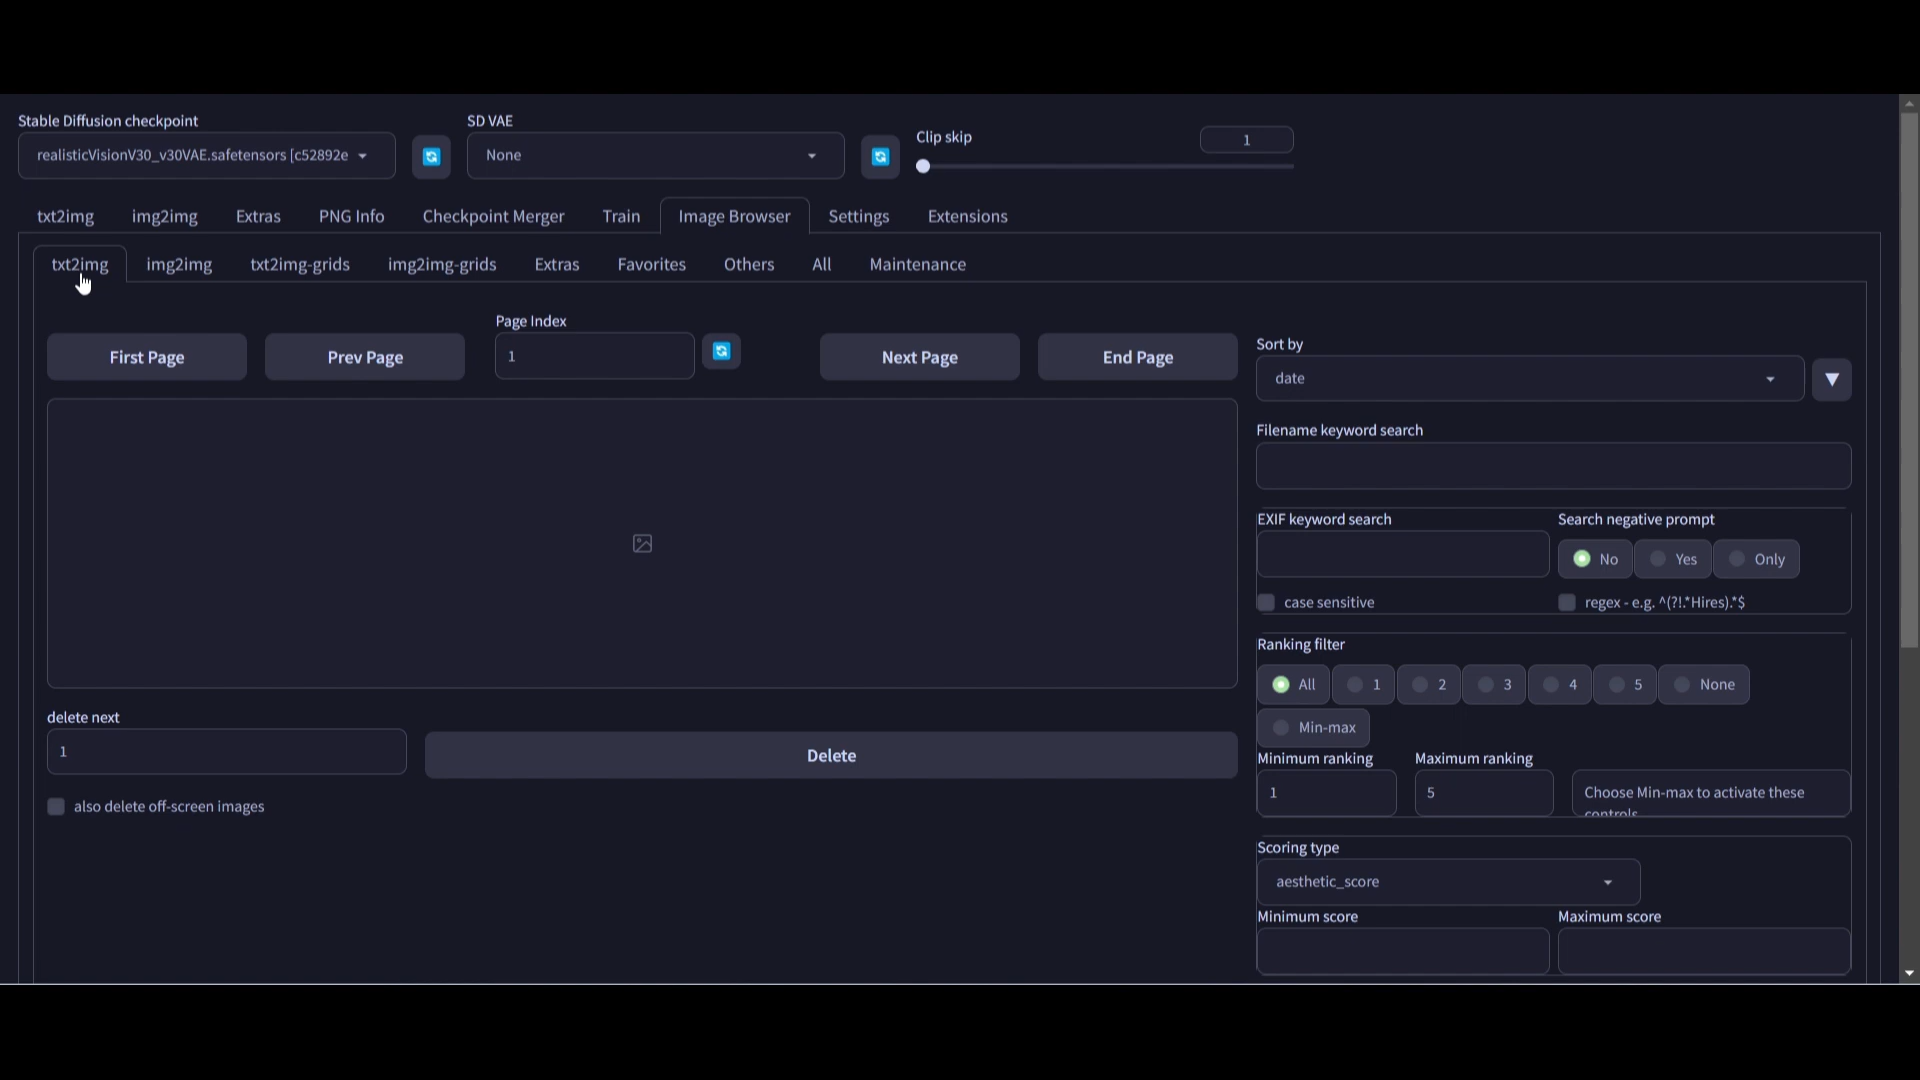 Stable Diffusion checkpoint
SD VAE
Clip skip
1
realisticVisionV30_v30VAE.safetensors [c52892e
None
txt2img img2img Extras PNG Info Checkpoint Merger Train Image Browser Settings Extensions
txt2img img2img txt2img-grids img2img-grids Extras Favorites Others All Maintenance
Page Index
First Page Prev Page 1 Next Page End Page
Sort by
date
Filename keyword search
EXIF keyword search
Search negative prompt
No Yes Only
case sensitive
regex - e.g. ^(?!.*Hires).*$
Ranking filter
All 1 2 3 4 5 None
Min-max
Minimum ranking
Maximum ranking
1
5
Choose Min-max to activate these
controls
delete next
1
Delete
also delete off-screen images
Scoring type
aesthetic_score
Minimum score
Maximum score